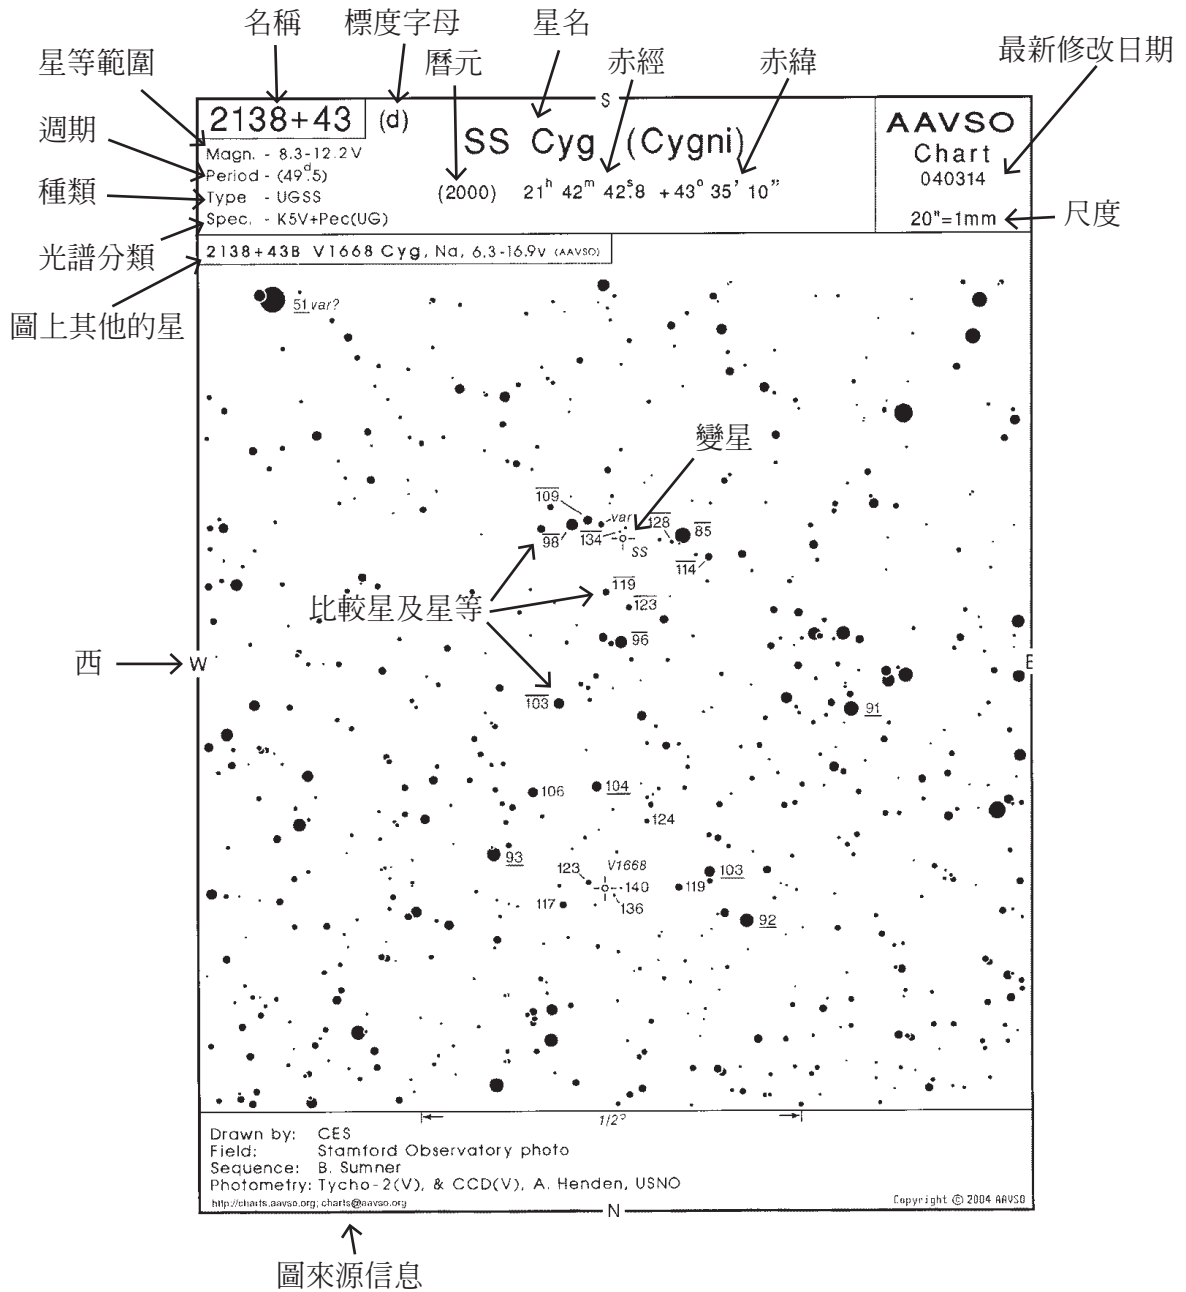 名稱
標度字母
星名
星等範圍
曆元
赤經
赤緯
最新修改日期
週期
種類
光譜分類
圖上其他的星
尺度
S
2138+43
(d)
SS Cyg (Cygni)
AAVSO
Chart
040314
20"=1mm
Magn. - 8.3-12.2V
Period - (49ᵈ.5)
Type - UGSS
Spec. - K5V+Pec(UG)
(2000) 21ʰ 42ᵐ 42ˢ.8 +43° 35' 10"
2138+43B V1668 Cyg, Na, 6.3-16.9v (AAVSO)
51 var?
變星
109
var
128
85
98
134
SS
114
119
123
比較星及星等
96
西
W
E
103
91
106
104
124
93
V1668
123
140
119
103
117
136
92
1/2°
Drawn by: CES
Field: Stamford Observatory photo
Sequence: B. Sumner
Photometry: Tycho-2(V), & CCD(V), A. Henden, USNO
http://charts.aavso.org; charts@aavso.org
Copyright © 2004 AAVSO
N
圖來源信息